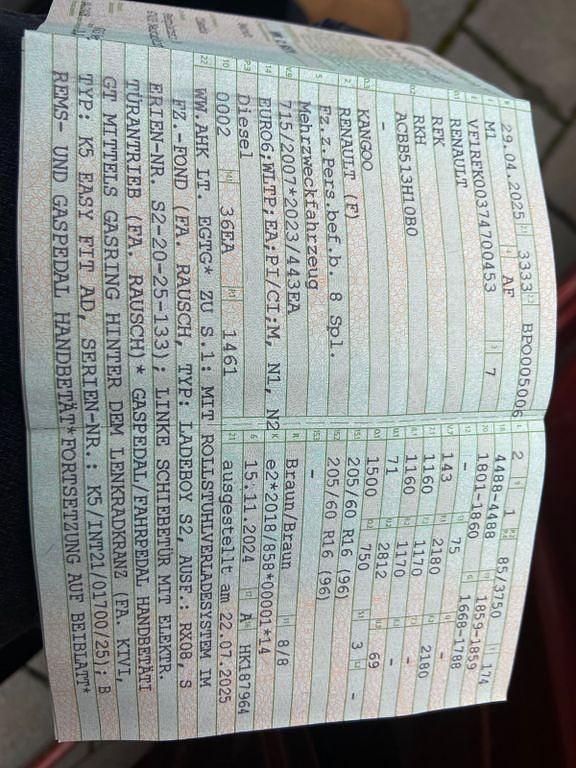 29.04.2025 3333 BPO005006
M1 AF
VF1RFK00374700453 7
RENAULT
RFK
RKH
ACBB513H10B0
-
KANGOO
RENAULT (F)
Fz.z.Pers.bef.b. 8 Spl.
Mehrzweckfahrzeug
715/2007*2023/443EA
EURO6;WLTP;EA;PI/CI;M, N1, N2
Diesel
0002 36EA 1461
2 1 85/3750 174
4488-4488 1859-1859
1801-1860 1668-1788
- 75 -
143 2180 2180
1160 1170 -
1160 1170 -
71 2812 69
1500 750 3 -
205/60 R16 (96)
205/60 R16 (96)
-
Braun/Braun 8/8
e2*2018/858*00001*14
15.11.2024 A HK187964
ausgestellt am 22.07.2025
WW.AHK LT. EGTG* ZU S.1: MIT ROLLSTUHLVERLADESYSTEM IM
FZ.-FOND (FA. RAUSCH, TYP: LADEBOY S2, AUSF.: RX08, S
ERIEN-NR. S2-20-25-133); LINKE SCHIEBETÜR MIT ELEKTR.
TÜRANTRIEB (FA. RAUSCH)* GASPEDAL/FAHRPEDAL HANDBETÄTI
GT MITTELS GASRING HINTER DEM LENKRADKRANZ (FA. KIVI,
TYP: K5 EASY FIT AD, SERIEN-NR.: K5/INT21/01700/25); B
REMS- UND GASPEDAL HANDBETÄT*FORTSETZUNG AUF BEIBLATT*